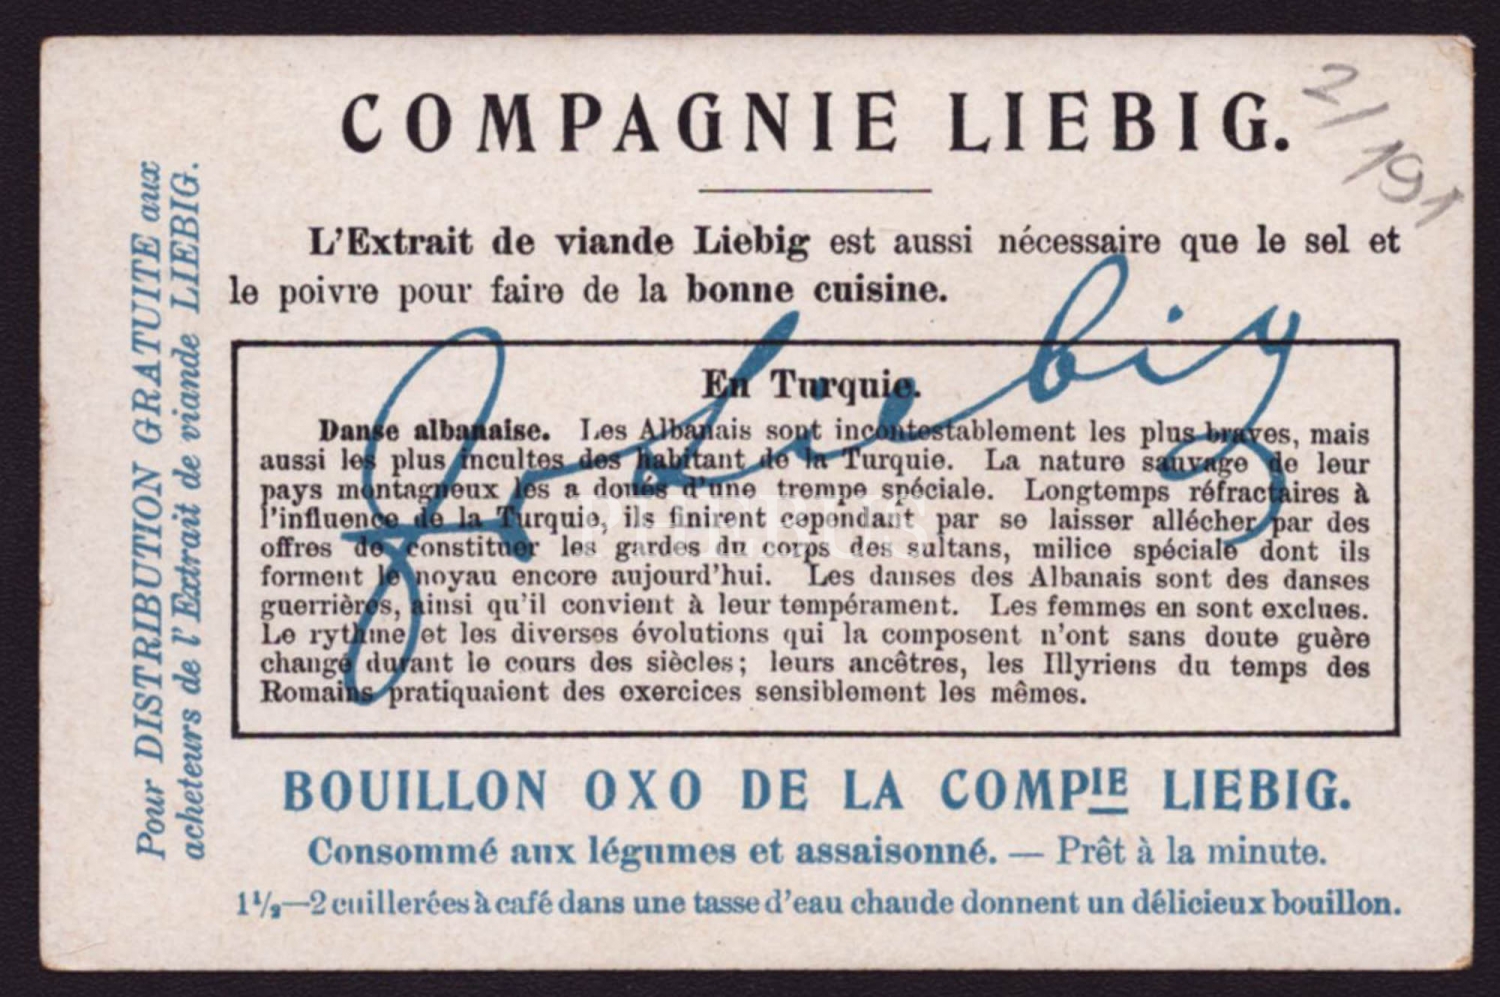 COMPAGNIE LIEBIG.
2/191
L'Extrait de viande Liebig est aussi nécessaire que le sel et
le poivre pour faire de la bonne cuisine.
En Turquie.
Danse albanaise. Les Albanais sont incontestablement les plus braves, mais
aussi les plus incultes des habitant de la Turquie. La nature sauvage de leur
pays montagneux les a doués d'une trempe spéciale. Longtemps réfractaires à
l'influence de la Turquie, ils finirent cependant par se laisser allécher par des
offres de constituer les gardes du corps des sultans, milice spéciale dont ils
forment le noyau encore aujourd'hui. Les danses des Albanais sont des danses
guerrières, ainsi qu'il convient à leur tempérament. Les femmes en sont exclues.
Le rythme et les diverses évolutions qui la composent n'ont sans doute guère
changé durant le cours des siècles; leurs ancêtres, les Illyriens du temps des
Romains pratiquaient des exercices sensiblement les mêmes.
BOUILLON OXO DE LA COMPIE LIEBIG.
Consommé aux légumes et assaisonné. — Prêt à la minute.
1½—2 cuillerées à café dans une tasse d'eau chaude donnent un délicieux bouillon.
Pour DISTRIBUTION GRATUITE aux
acheteurs de l'Extrait de viande LIEBIG.